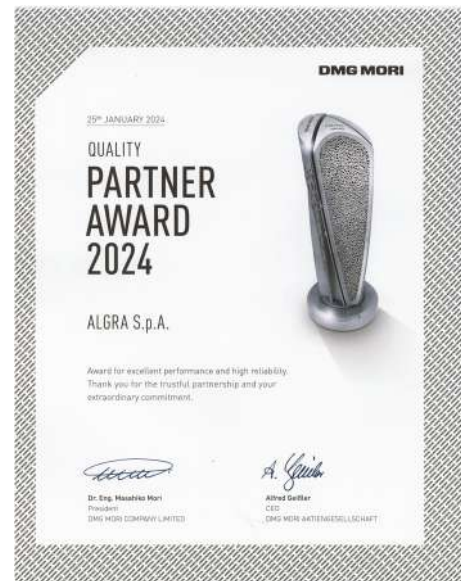 DMG MORI
25th JANUARY 2024
QUALITY
PARTNER
AWARD
2024
ALGRA S.p.A.
Award for excellent performance and high reliability.
Thank you for the trustful partnership and your
extraordinary commitment.
A. Geißler
Dr. Eng. Masahiko Mori
President
DMG MORI COMPANY LIMITED
Alfred Geißler
CEO
DMG MORI AKTIENGESELLSCHAFT